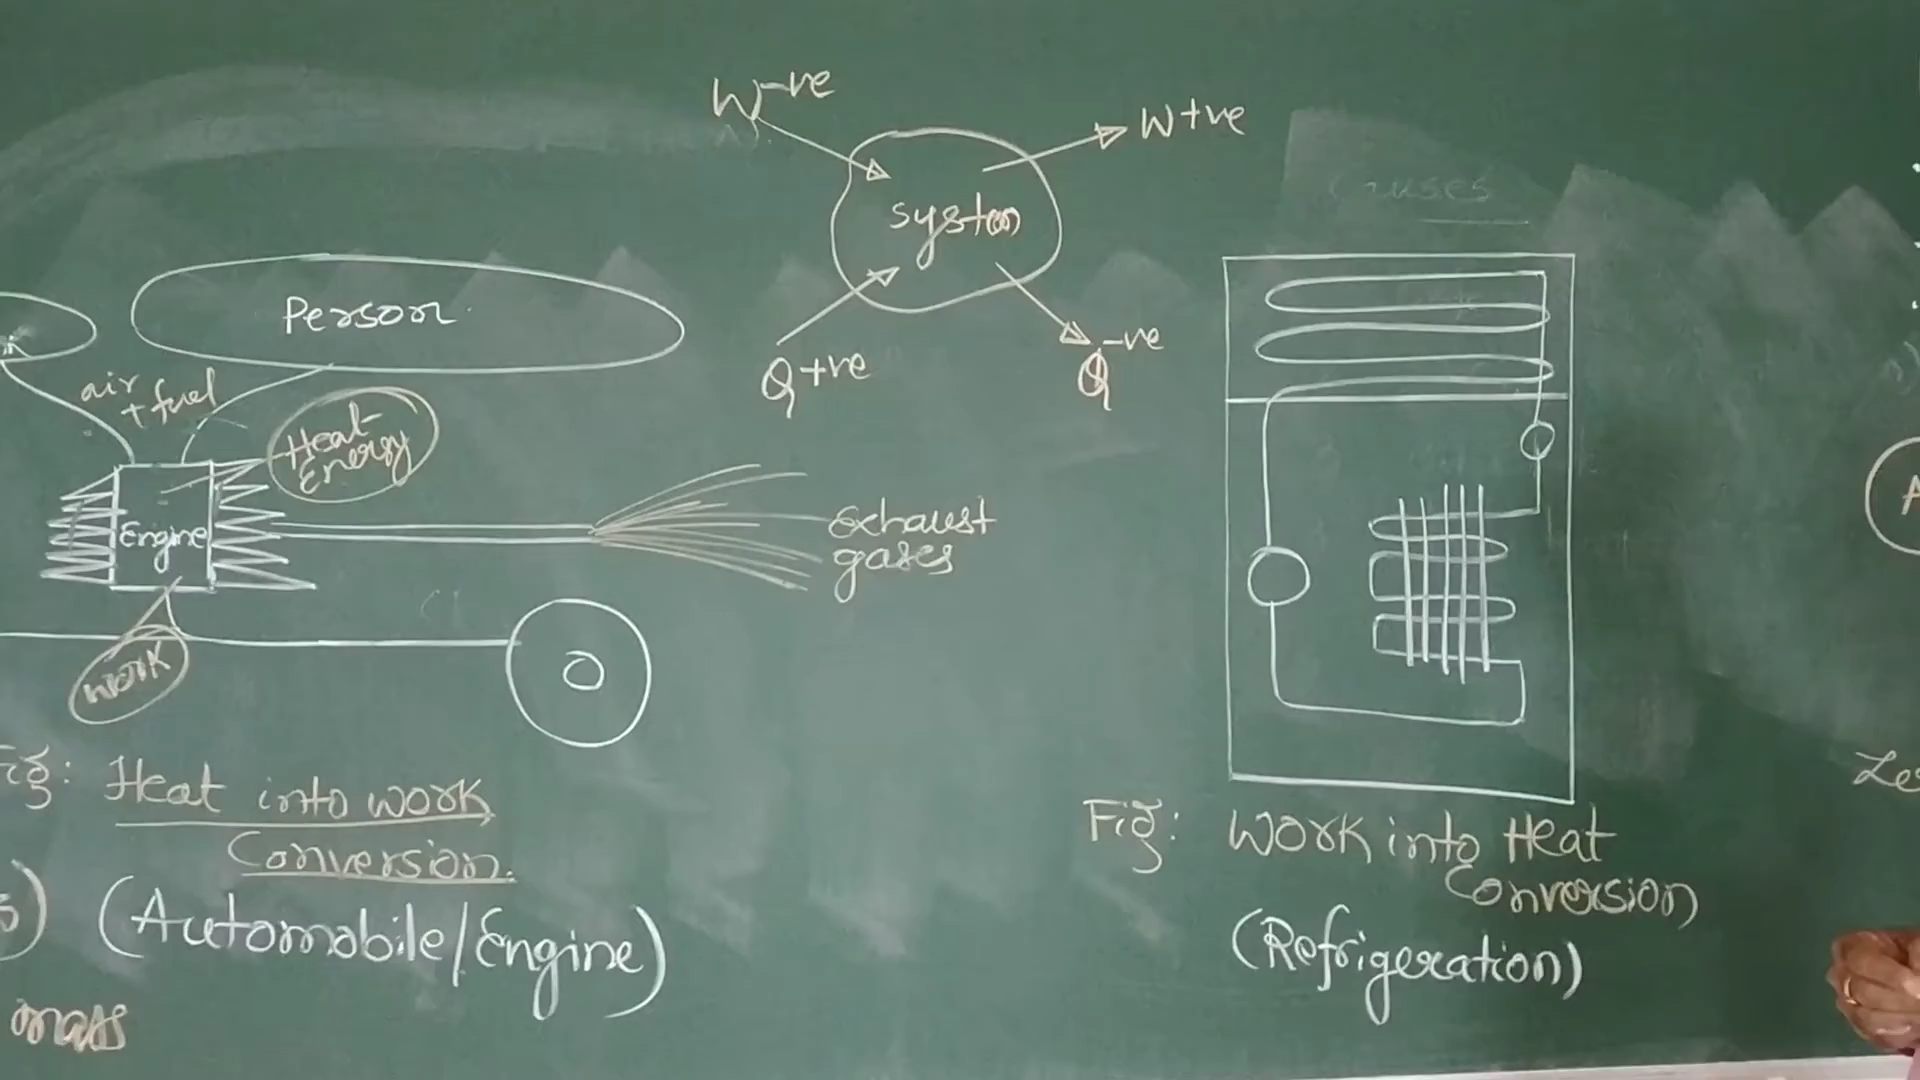 W-ve
W+ve
system
Q+ve
Q-ve
Causes
Person
air
+ fuel
Heat
Energy
Engine
Exhaust
gases
work
Fig: Heat into work
Conversion.
(Automobile/Engine)
mass
Fig: Work into Heat
Conversion
(Refrigeration)
A